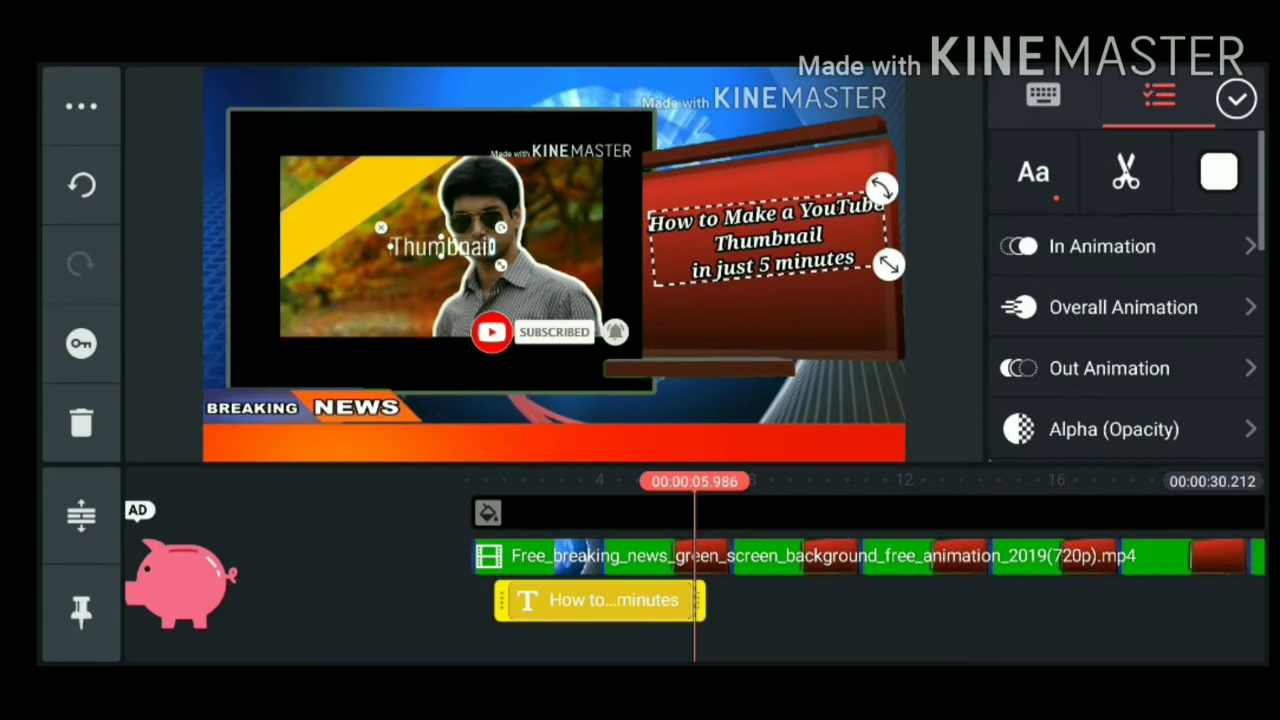 Made with KINEMASTER
Made with KINEMASTER
Made with KINEMASTER
Thumbnail
How to Make a YouTube
Thumbnail
in just 5 minutes
SUBSCRIBED
BREAKING NEWS
Aa
In Animation
Overall Animation
Out Animation
Alpha (Opacity)
4
00:00:05.986
8
12
16
00:00:30.212
AD
Free_breaking_news_green_screen_background_free_animation_2019(720p).mp4
T How to...minutes